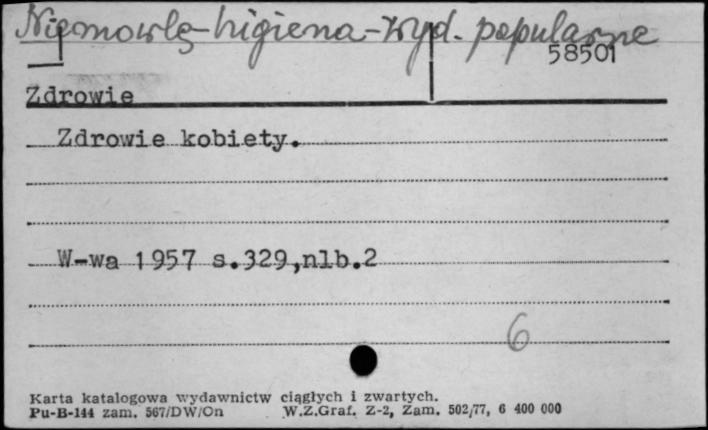 Niemowlę-higiena-wyd. popularne
58501
Zdrowie
Zdrowie kobiety.
W-wa 1957 s.329,nlb.2
6
Karta katalogowa wydawnictw ciągłych i zwartych.
Pu-B-144 zam. 567/DW/On W.Z.Graf. Z-2, Zam. 502/77, 6 400 000